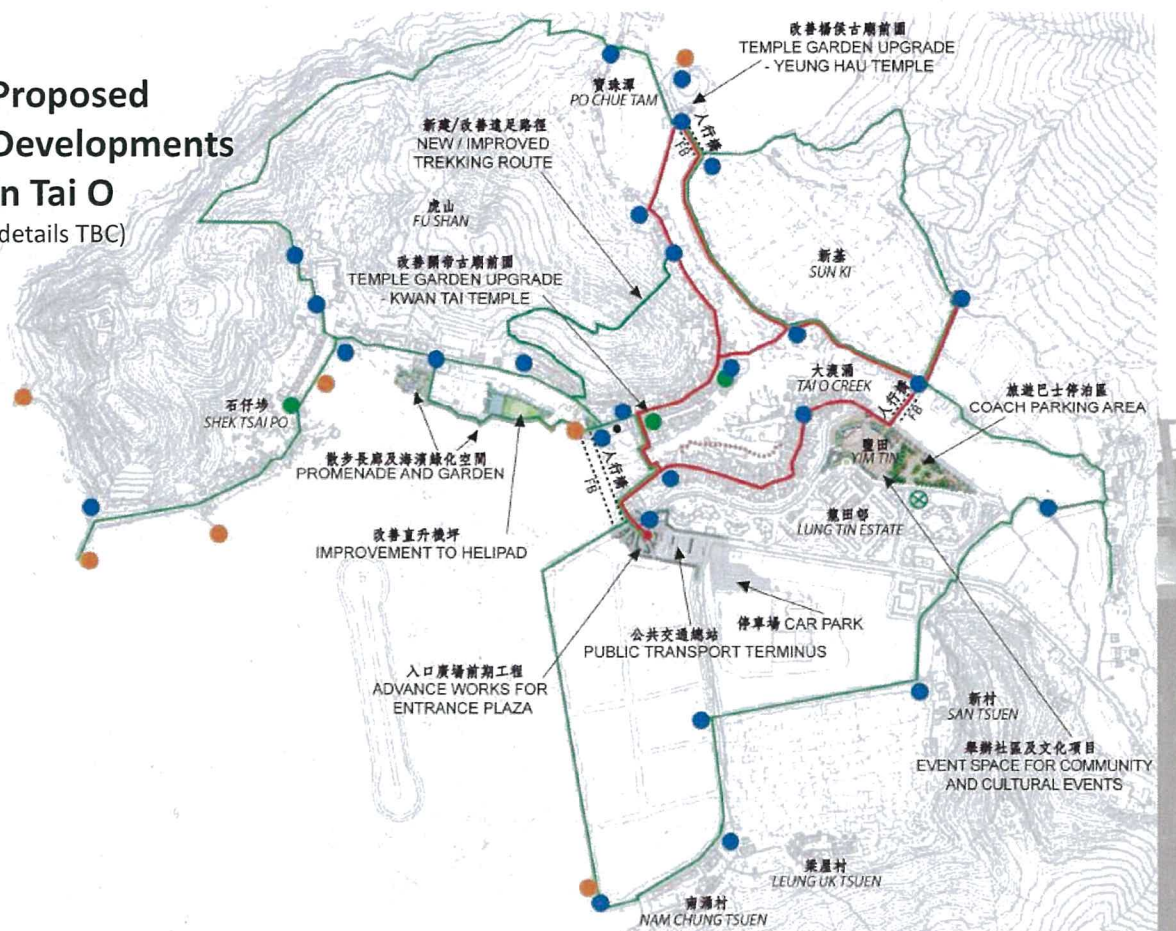 Proposed
Developments
in Tai O
(details TBC)
改善楊侯古廟前園
TEMPLE GARDEN UPGRADE
- YEUNG HAU TEMPLE
寶珠潭
PO CHUE TAM
人行橋
FB
新建/改善遠足路徑
NEW / IMPROVED
TREKKING ROUTE
虎山
FU SHAN
改善關帝古廟前園
TEMPLE GARDEN UPGRADE
- KWAN TAI TEMPLE
新基
SUN KI
大澳涌
TAI O CREEK
人行橋
FB
旅遊巴士停泊區
COACH PARKING AREA
石仔埗
SHEK TSAI PO
鹽田
YIM TIN
散步長廊及海濱綠化空間
PROMENADE AND GARDEN
人行橋
FB
龍田邨
LUNG TIN ESTATE
改善直升機坪
IMPROVEMENT TO HELIPAD
停車場 CAR PARK
公共交通總站
PUBLIC TRANSPORT TERMINUS
入口廣場前期工程
ADVANCE WORKS FOR
ENTRANCE PLAZA
新村
SAN TSUEN
舉辦社區及文化項目
EVENT SPACE FOR COMMUNITY
AND CULTURAL EVENTS
梁屋村
LEUNG UK TSUEN
南涌村
NAM CHUNG TSUEN